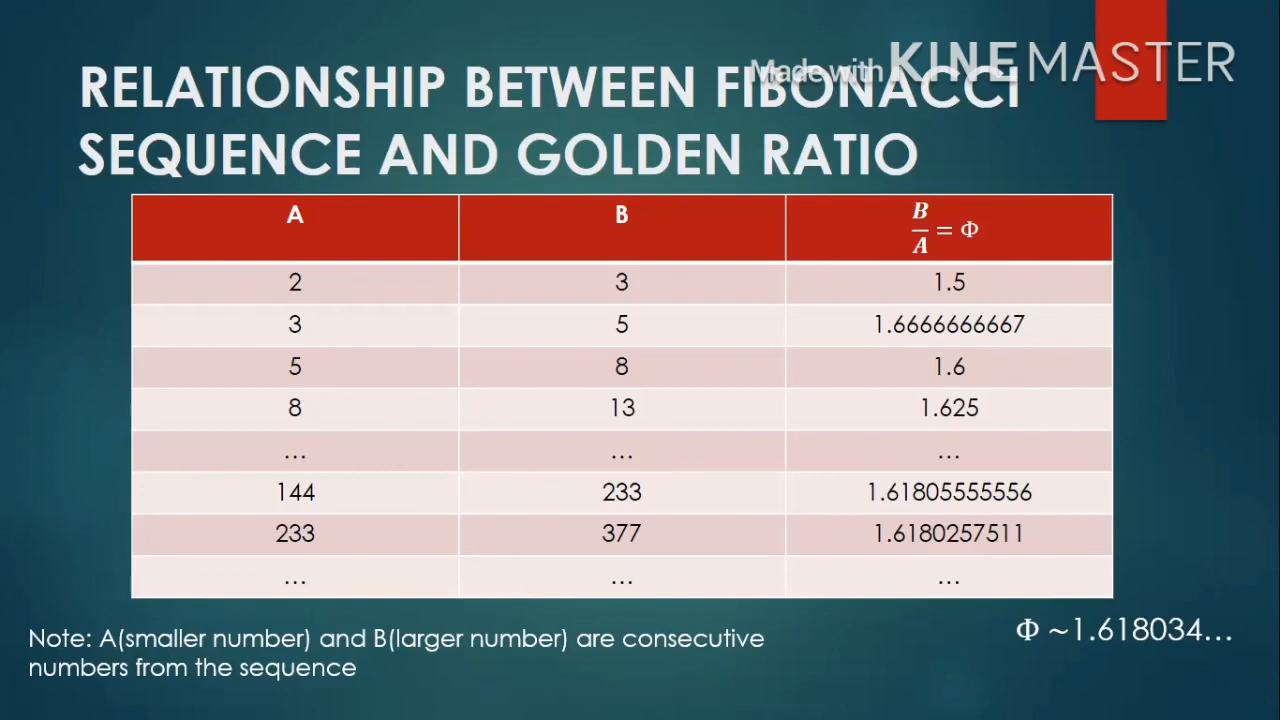 Made with KINEMASTER
RELATIONSHIP BETWEEN FIBONACCI
SEQUENCE AND GOLDEN RATIO
A B B/A = Φ
2 3 1.5
3 5 1.6666666667
5 8 1.6
8 13 1.625
... ... ...
144 233 1.61805555556
233 377 1.6180257511
... ... ...
Φ ~1.618034...
Note: A(smaller number) and B(larger number) are consecutive
numbers from the sequence